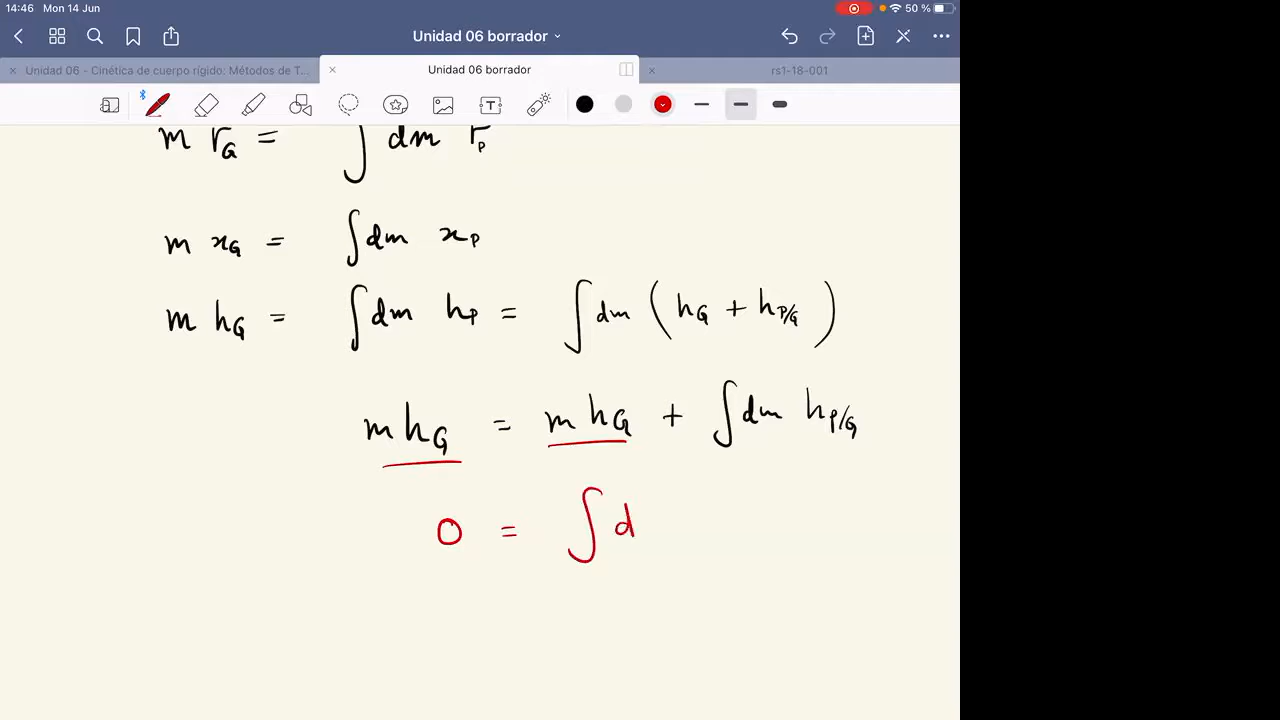 14:46 Mon 14 Jun 50 %
Unidad 06 borrador
Unidad 06 - Cinética de cuerpo rígido: Métodos de T... Unidad 06 borrador rs1-18-001
m r_G = ∫ dm r_P
m x_G = ∫ dm x_P
m h_G = ∫ dm h_P = ∫ dm (h_G + h_P/G)
m h_G = m h_G + ∫ dm h_P/G
0 = ∫ d